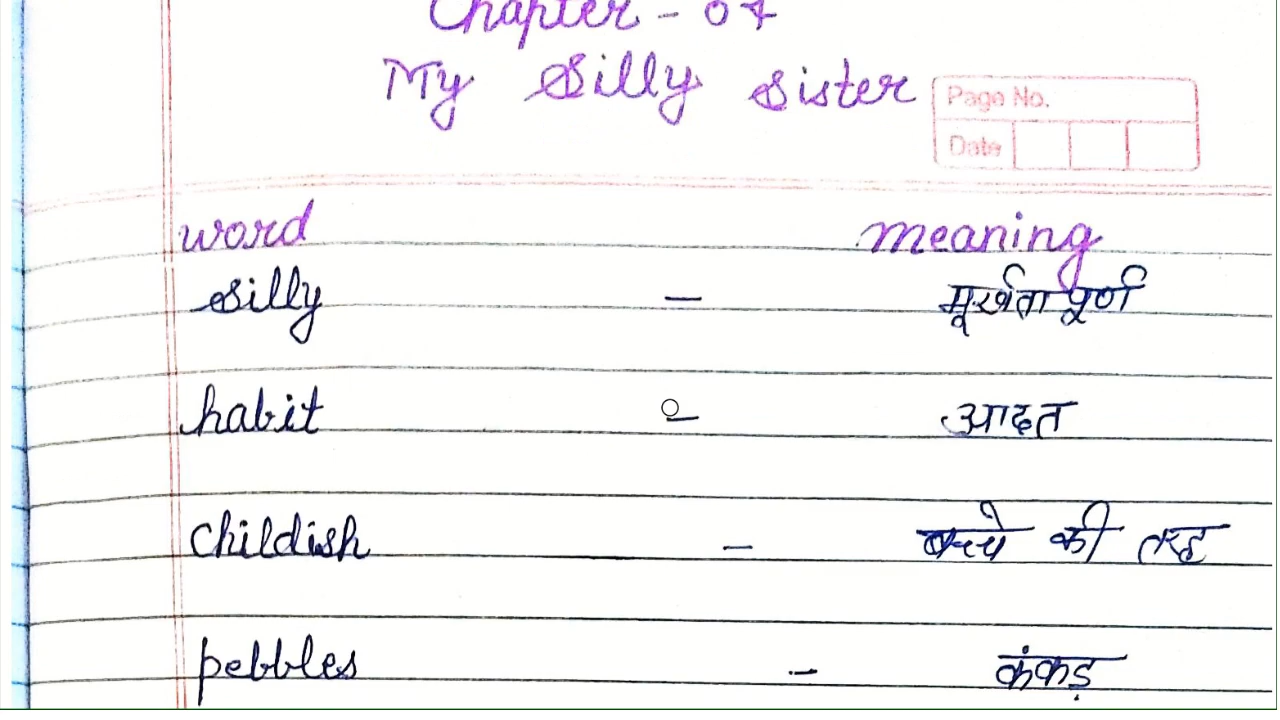 Chapter - 07
My Silly Sister
Page No.
Date
word meaning
silly - मूर्खता पूर्ण
habit - आदत
childish - बच्चे की तरह
pebbles - कंकड़